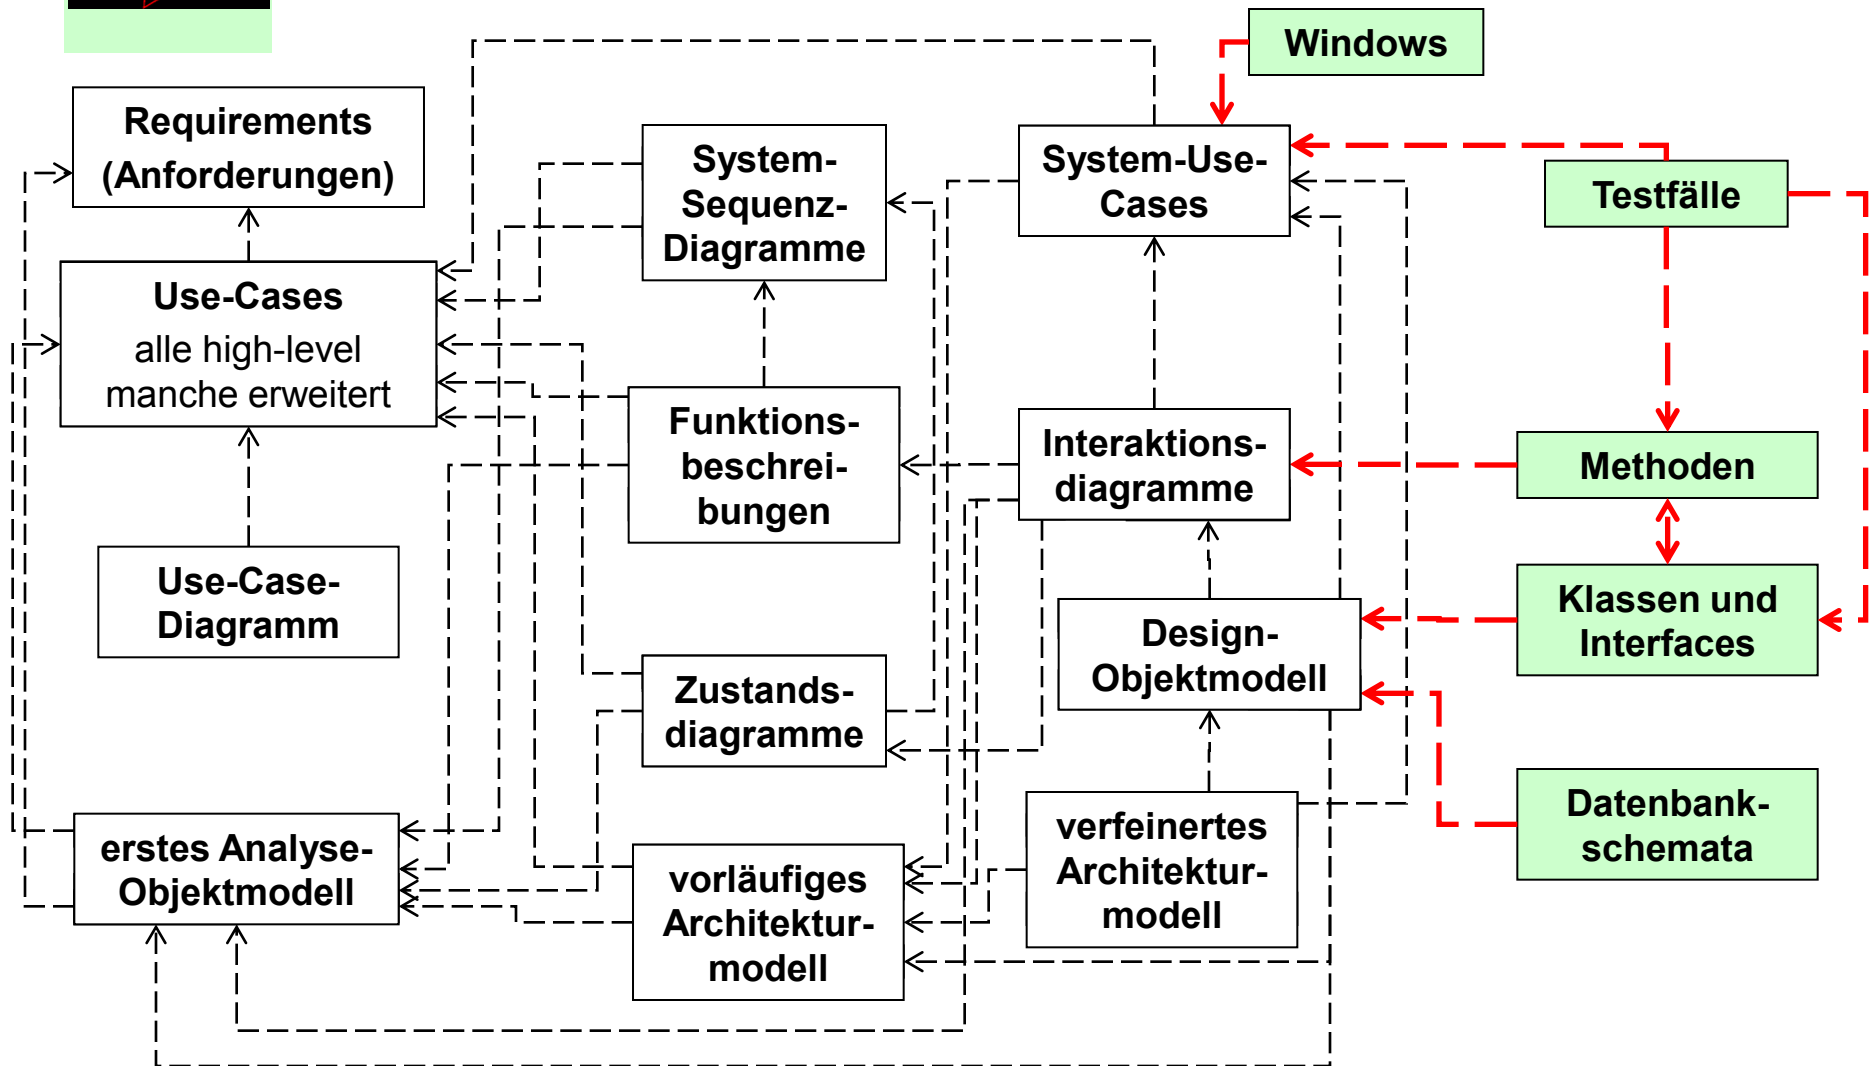 Windows
Requirements
(Anforderungen)
System-
Sequenz-
Diagramme
System-Use-
Cases
Testfälle
Use-Cases
alle high-level
manche erweitert
Funktions-
beschrei-
bungen
Interaktions-
diagramme
Methoden
Use-Case-
Diagramm
Klassen und
Interfaces
Design-
Objektmodell
Zustands-
diagramme
Datenbank-
schemata
erstes Analyse-
Objektmodell
vorläufiges
Architektur-
modell
verfeinertes
Architektur-
modell